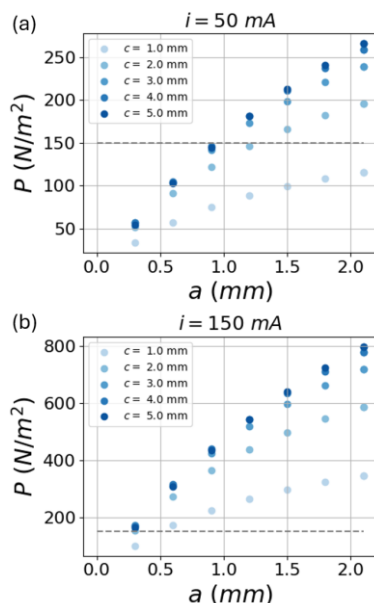 (a)
i = 50 mA
c = 1.0 mm
c = 2.0 mm
c = 3.0 mm
c = 4.0 mm
c = 5.0 mm
250
200
150
100
50
P (N/m²)
0.0 0.5 1.0 1.5 2.0
a (mm)
(b)
i = 150 mA
c = 1.0 mm
c = 2.0 mm
c = 3.0 mm
c = 4.0 mm
c = 5.0 mm
800
600
400
200
P (N/m²)
0.0 0.5 1.0 1.5 2.0
a (mm)